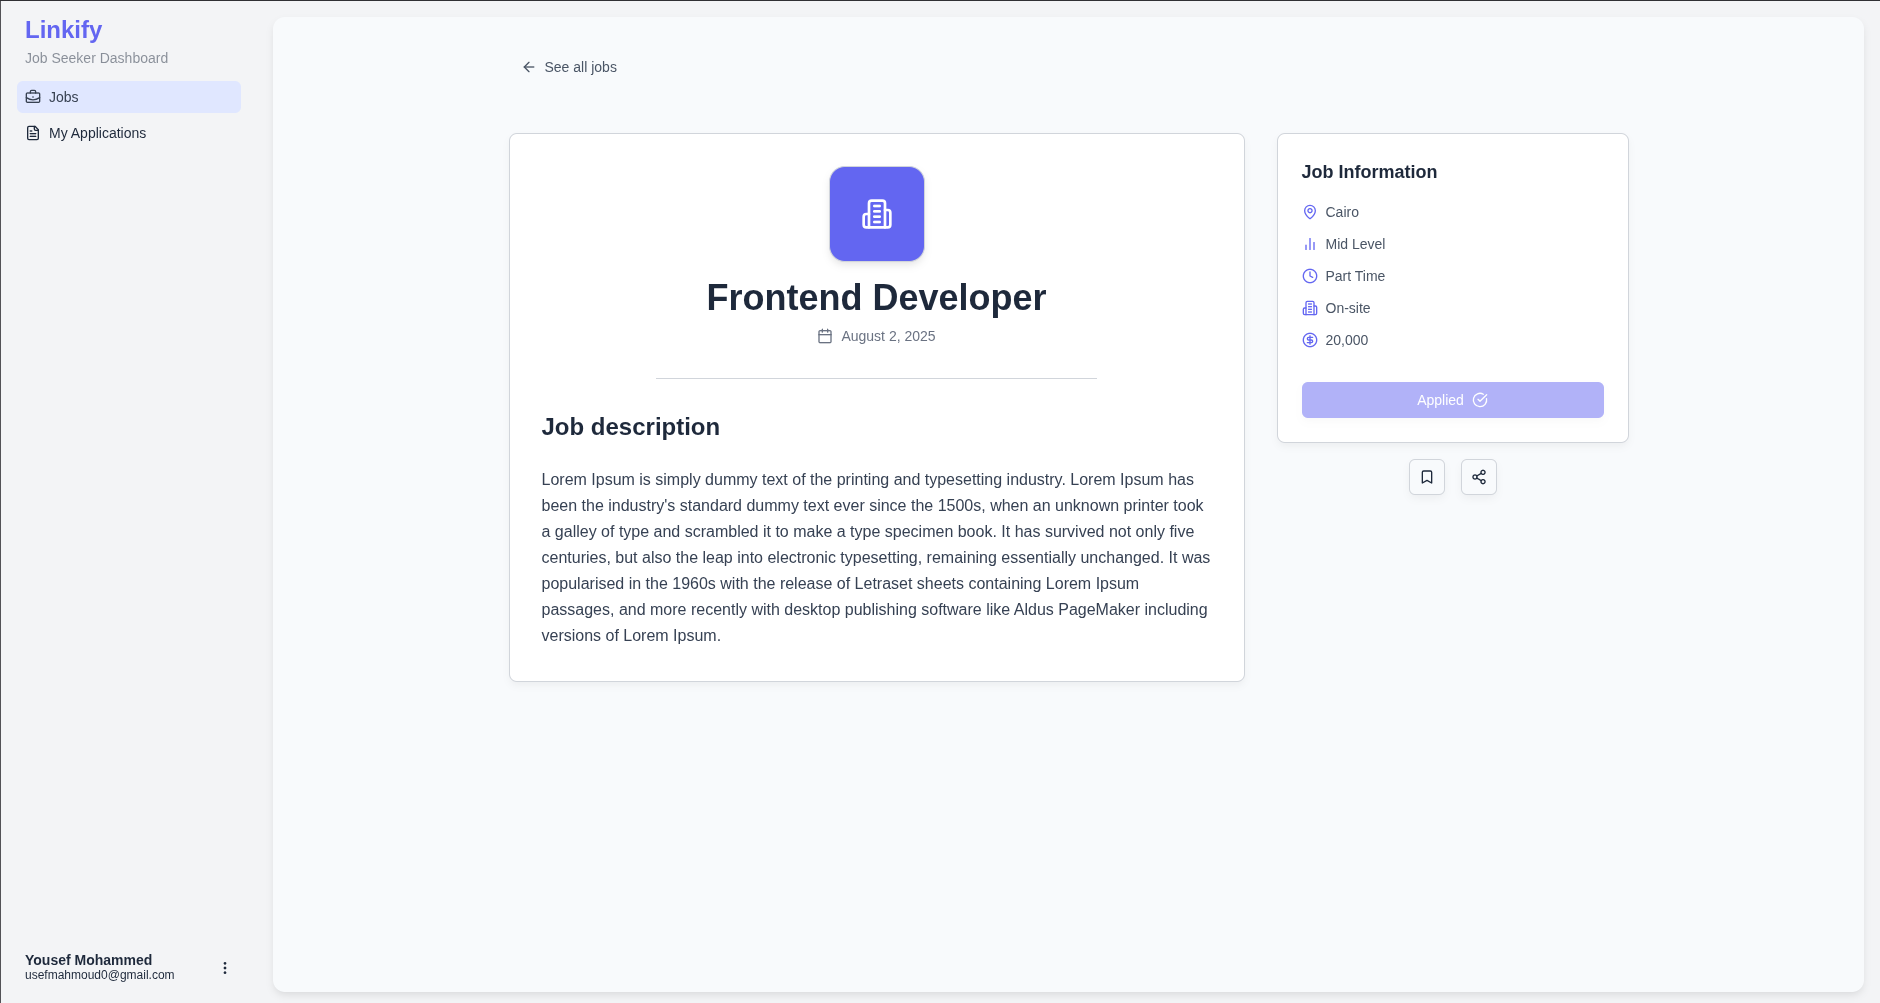 Linkify
Job Seeker Dashboard
Jobs
My Applications
See all jobs
Frontend Developer
August 2, 2025
Job description
Lorem Ipsum is simply dummy text of the printing and typesetting industry. Lorem Ipsum has
been the industry's standard dummy text ever since the 1500s, when an unknown printer took
a galley of type and scrambled it to make a type specimen book. It has survived not only five
centuries, but also the leap into electronic typesetting, remaining essentially unchanged. It was
popularised in the 1960s with the release of Letraset sheets containing Lorem Ipsum
passages, and more recently with desktop publishing software like Aldus PageMaker including
versions of Lorem Ipsum.
Job Information
Cairo
Mid Level
Part Time
On-site
20,000
Applied
Yousef Mohammed
usefmahmoud0@gmail.com